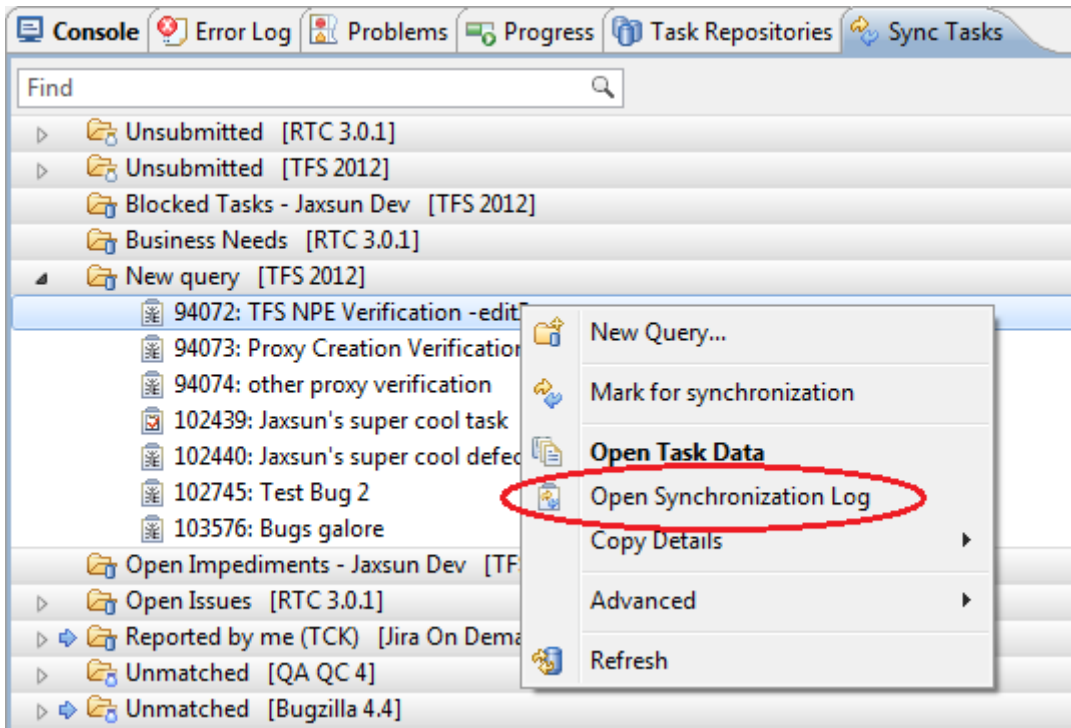 Console Error Log Problems Progress Task Repositories Sync Tasks
Find
Unsubmitted [RTC 3.0.1]
Unsubmitted [TFS 2012]
Blocked Tasks - Jaxsun Dev [TFS 2012]
Business Needs [RTC 3.0.1]
New query [TFS 2012]
94072: TFS NPE Verification -edit
94073: Proxy Creation Verification
94074: other proxy verification
102439: Jaxsun's super cool task
102440: Jaxsun's super cool defec
102745: Test Bug 2
103576: Bugs galore
Open Impediments - Jaxsun Dev [TF
Open Issues [RTC 3.0.1]
Reported by me (TCK) [Jira On Dema
Unmatched [QA QC 4]
Unmatched [Bugzilla 4.4]
New Query...
Mark for synchronization
Open Task Data
Open Synchronization Log
Copy Details
Advanced
Refresh